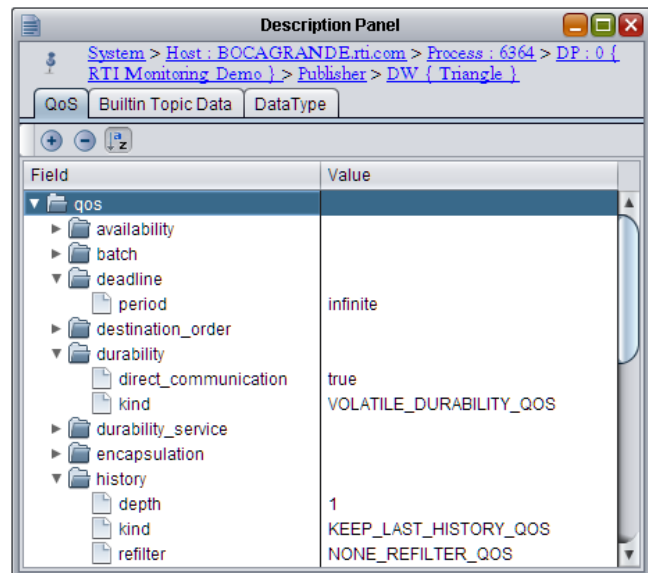 Description Panel
System > Host : BOCAGRANDE.rti.com > Process : 6364 > DP : 0 {
RTI Monitoring Demo } > Publisher > DW { Triangle }
QoS Builtin Topic Data DataType
Field Value
qos
availability
batch
deadline
period infinite
destination_order
durability
direct_communication true
kind VOLATILE_DURABILITY_QOS
durability_service
encapsulation
history
depth 1
kind KEEP_LAST_HISTORY_QOS
refilter NONE_REFILTER_QOS